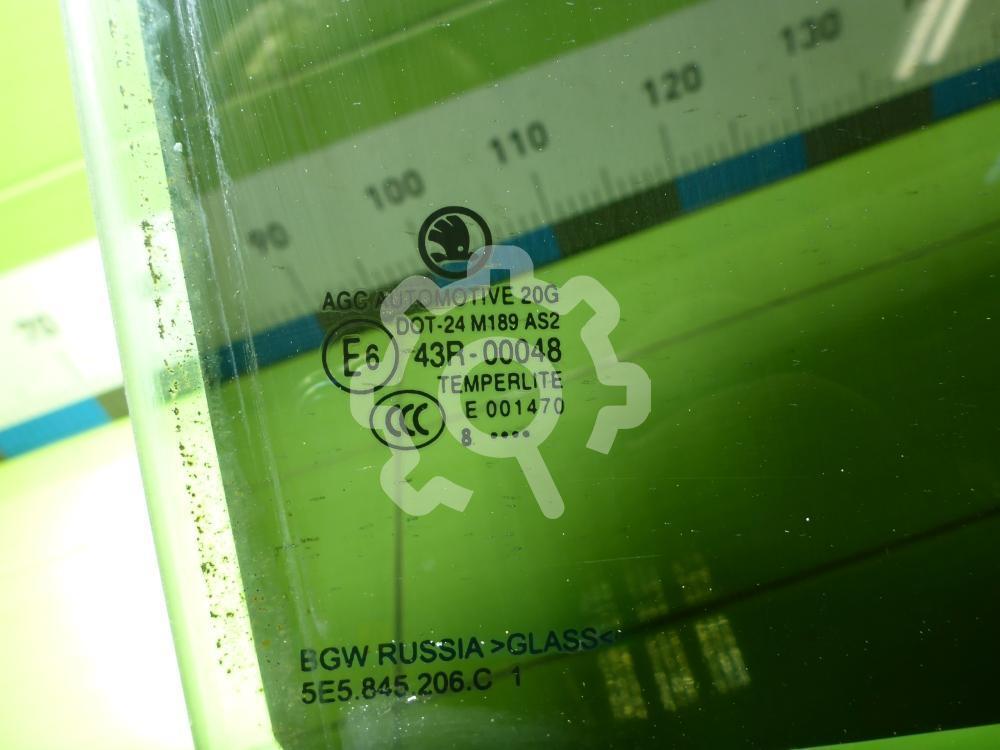 70
90
100
110
120
130
AGC AUTOMOTIVE 20G
DOT-24 M189 AS2
E6 43R-00048
TEMPERLITE
CCC E 001470
8 ••••
BGW RUSSIA >GLASS<
5E5.845.206.C 1